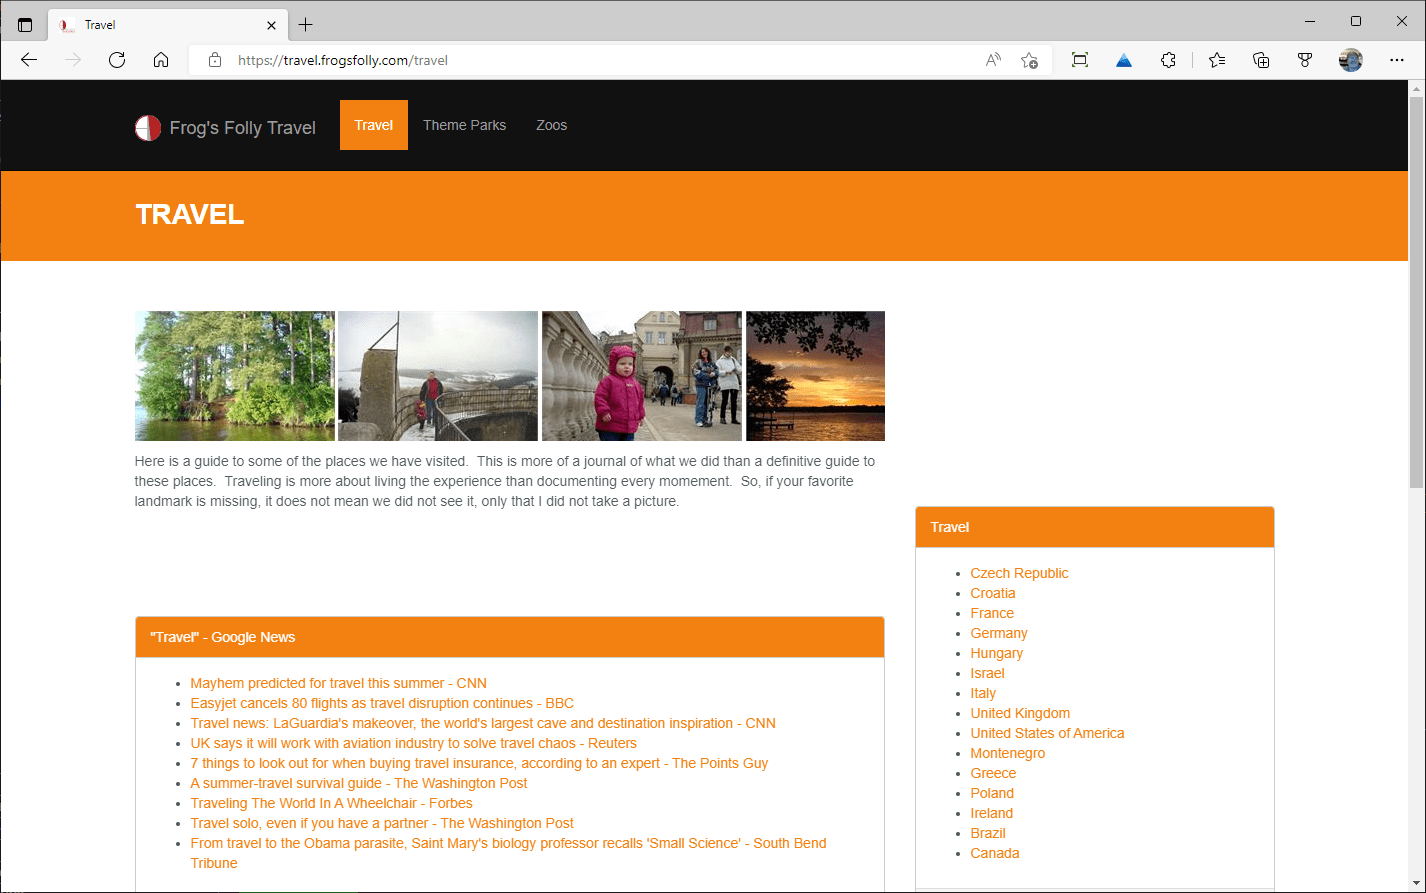 Travel
https://travel.frogsfolly.com/travel
Frog's Folly Travel
Travel
Theme Parks
Zoos
TRAVEL
Here is a guide to some of the places we have visited.  This is more of a journal of what we did than a definitive guide to
these places.  Traveling is more about living the experience than documenting every momement.  So, if your favorite
landmark is missing, it does not mean we did not see it, only that I did not take a picture.
"Travel" - Google News
Mayhem predicted for travel this summer - CNN
Easyjet cancels 80 flights as travel disruption continues - BBC
Travel news: LaGuardia's makeover, the world's largest cave and destination inspiration - CNN
UK says it will work with aviation industry to solve travel chaos - Reuters
7 things to look out for when buying travel insurance, according to an expert - The Points Guy
A summer-travel survival guide - The Washington Post
Traveling The World In A Wheelchair - Forbes
Travel solo, even if you have a partner - The Washington Post
From travel to the Obama parasite, Saint Mary's biology professor recalls 'Small Science' - South Bend
Tribune
Travel
Czech Republic
Croatia
France
Germany
Hungary
Israel
Italy
United Kingdom
United States of America
Montenegro
Greece
Poland
Ireland
Brazil
Canada